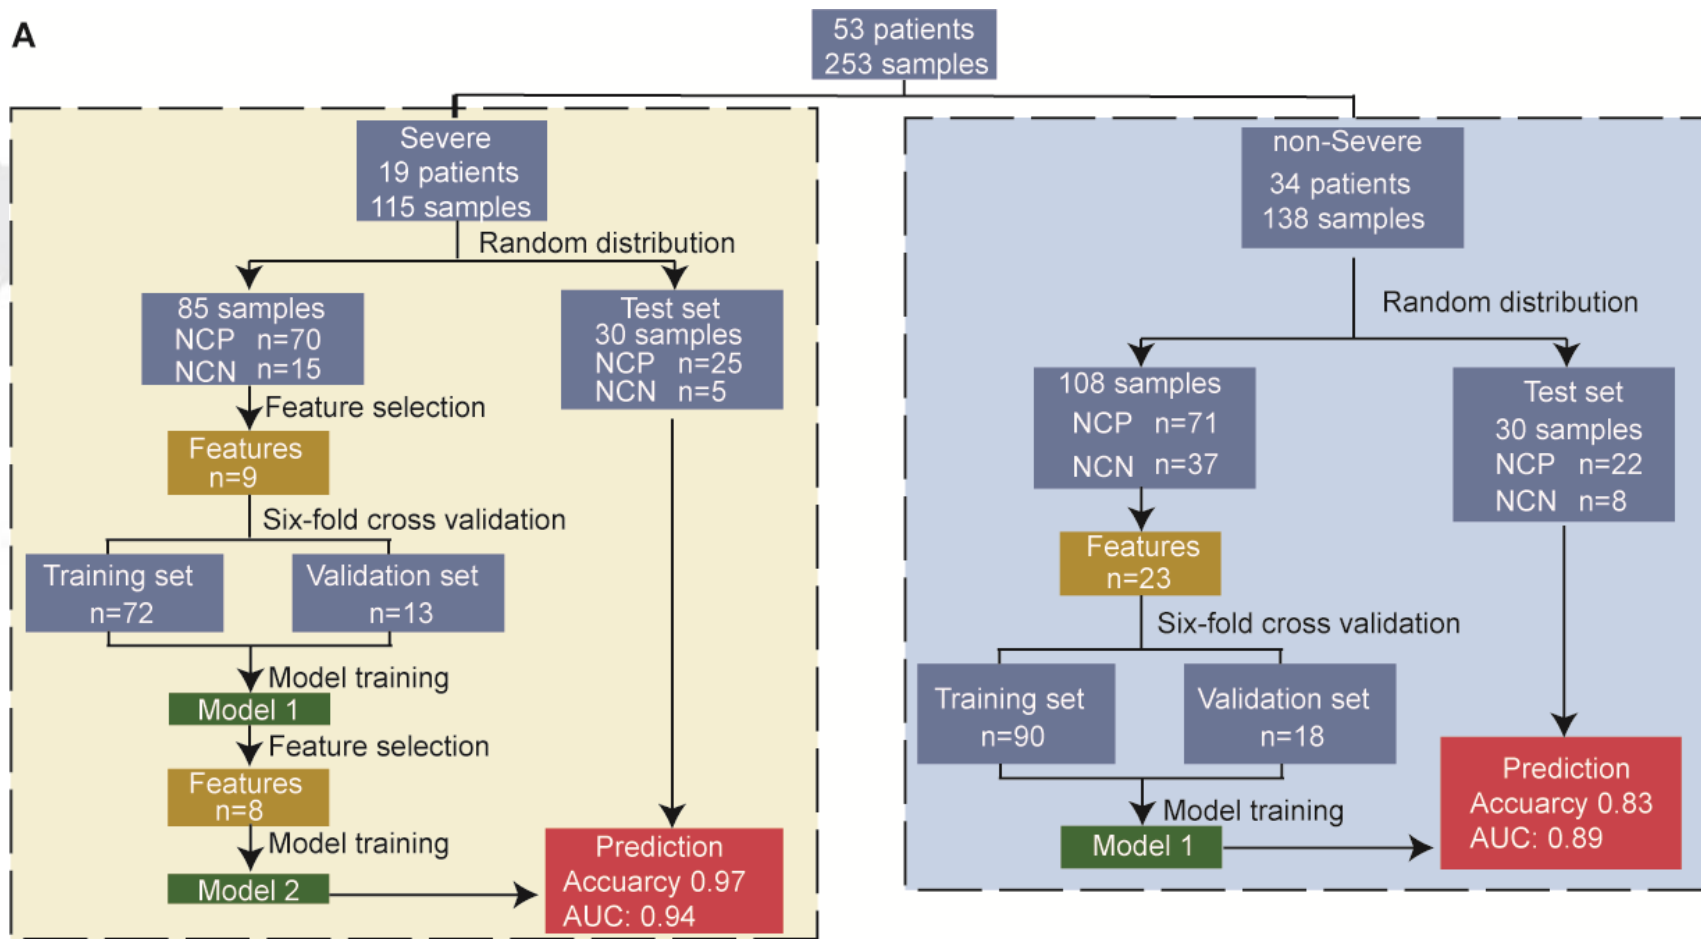 A
53 patients
253 samples
Severe
19 patients
115 samples
Random distribution
85 samples
NCP n=70
NCN n=15
Test set
30 samples
NCP n=25
NCN n=5
Feature selection
Features
n=9
Six-fold cross validation
Training set
n=72
Validation set
n=13
Model training
Model 1
Feature selection
Features
n=8
Model training
Model 2
Prediction
Accuarcy 0.97
AUC: 0.94
non-Severe
34 patients
138 samples
Random distribution
108 samples
NCP n=71
NCN n=37
Test set
30 samples
NCP n=22
NCN n=8
Features
n=23
Six-fold cross validation
Training set
n=90
Validation set
n=18
Model training
Model 1
Prediction
Accuarcy 0.83
AUC: 0.89